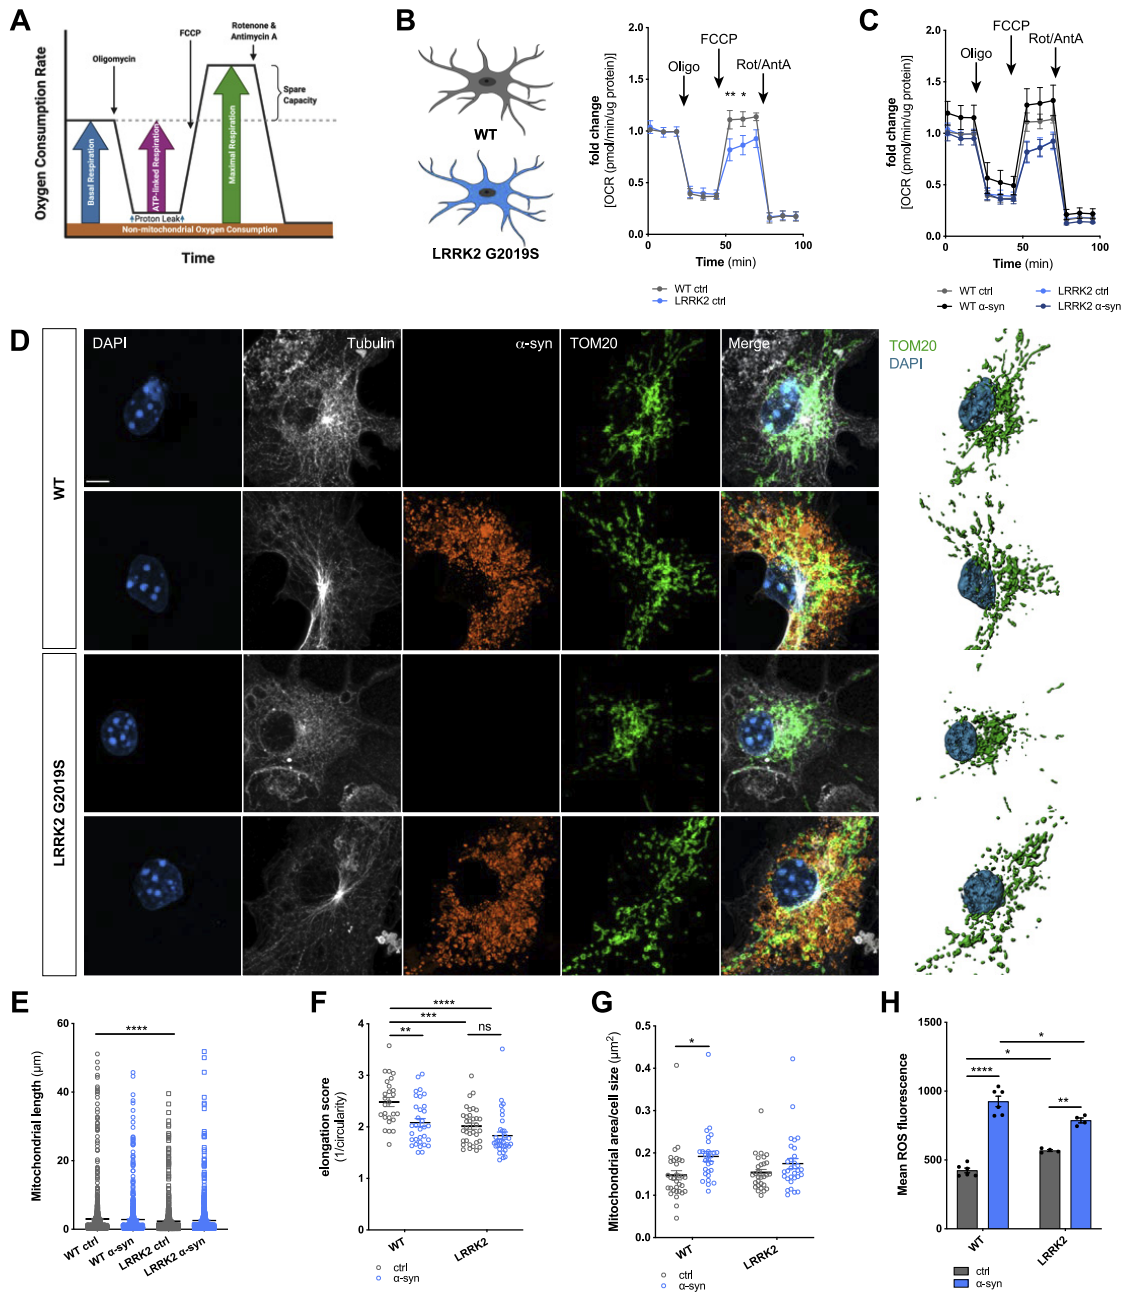 A
Oxygen Consumption Rate
Oligomycin
FCCP
Rotenone &
Antimycin A
Spare
Capacity
Basal Respiration
ATP-linked Respiration
Maximal Respiration
Proton Leak
Non-mitochondrial Oxygen Consumption
Time
B
WT
LRRK2 G2019S
fold change
[OCR (pmol/min/ug protein)]
2.0
1.5
1.0
0.5
0.0
Oligo
FCCP
Rot/AntA
** *
0 50 100
Time (min)
WT ctrl
LRRK2 ctrl
C
fold change
[OCR (pmol/min/ug protein)]
2.0
1.5
1.0
0.5
0.0
Oligo
FCCP
Rot/AntA
0 50 100
Time (min)
WT ctrl
LRRK2 ctrl
WT α-syn
LRRK2 α-syn
D
WT
LRRK2 G2019S
DAPI
Tubulin
α-syn
TOM20
Merge
TOM20
DAPI
E
Mitochondrial length (μm)
60
40
20
0
****
WT ctrl
WT α-syn
LRRK2 ctrl
LRRK2 α-syn
F
elongation score
(1/circularity)
4
3
2
1
0
****
***
** ns
WT LRRK2
ctrl
α-syn
G
Mitochondrial area/cell size (μm²)
0.5
0.4
0.3
0.2
0.1
0.0
*
WT LRRK2
ctrl
α-syn
H
Mean ROS fluorescence
1500
1000
500
0
*
*
****
**
WT LRRK2
ctrl
α-syn